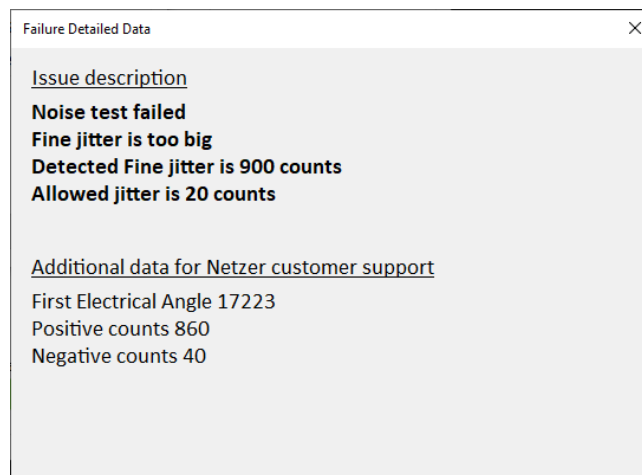 Failure Detailed Data
Issue description
Noise test failed
Fine jitter is too big
Detected Fine jitter is 900 counts
Allowed jitter is 20 counts
Additional data for Netzer customer support
First Electrical Angle 17223
Positive counts 860
Negative counts 40